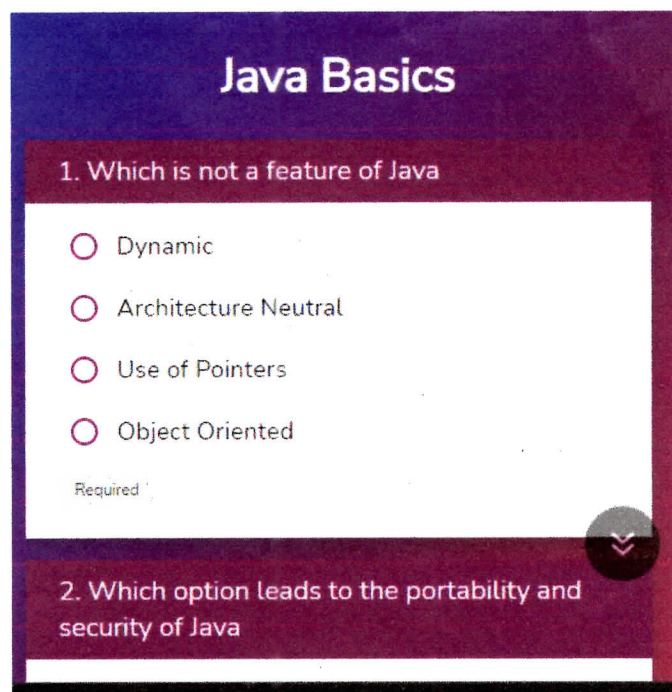 Java Basics
1. Which is not a feature of Java
Dynamic
Architecture Neutral
Use of Pointers
Object Oriented
Required
2. Which option leads to the portability and
security of Java